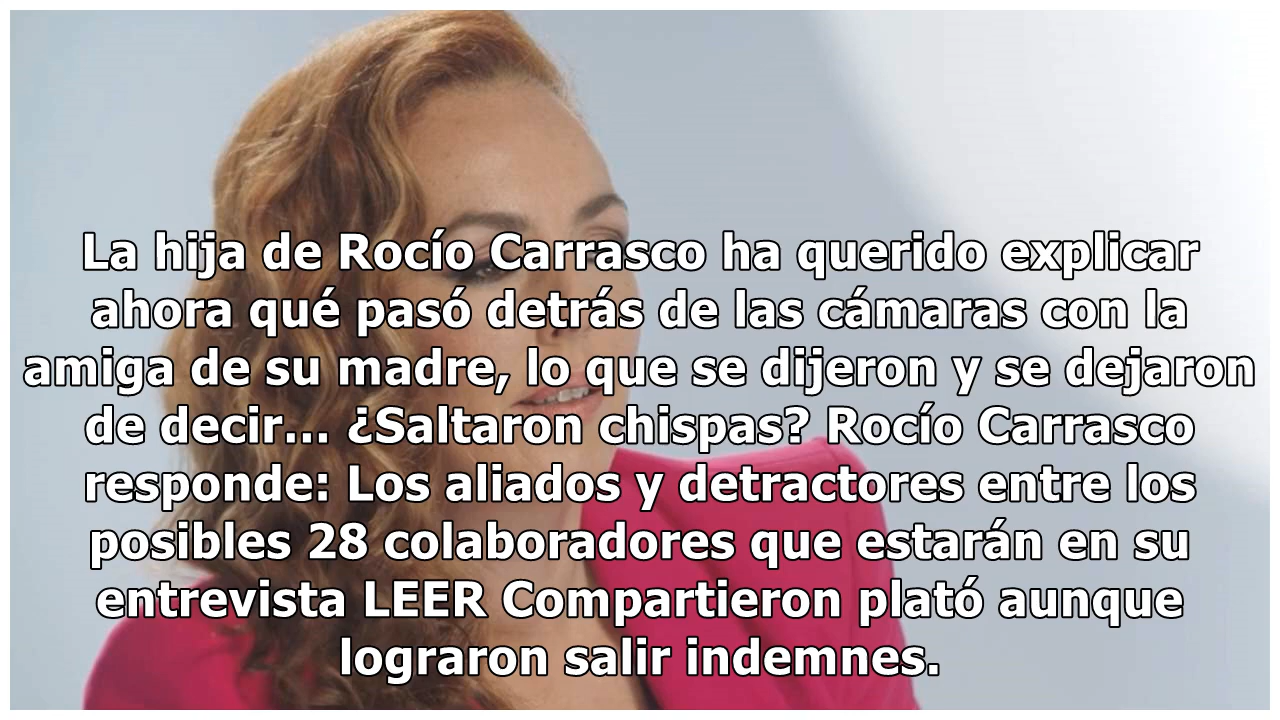 La hija de Rocío Carrasco ha querido explicar
ahora qué pasó detrás de las cámaras con la
amiga de su madre, lo que se dijeron y se dejaron
de decir... ¿Saltaron chispas? Rocío Carrasco
responde: Los aliados y detractores entre los
posibles 28 colaboradores que estarán en su
entrevista LEER Compartieron plató aunque
lograron salir indemnes.